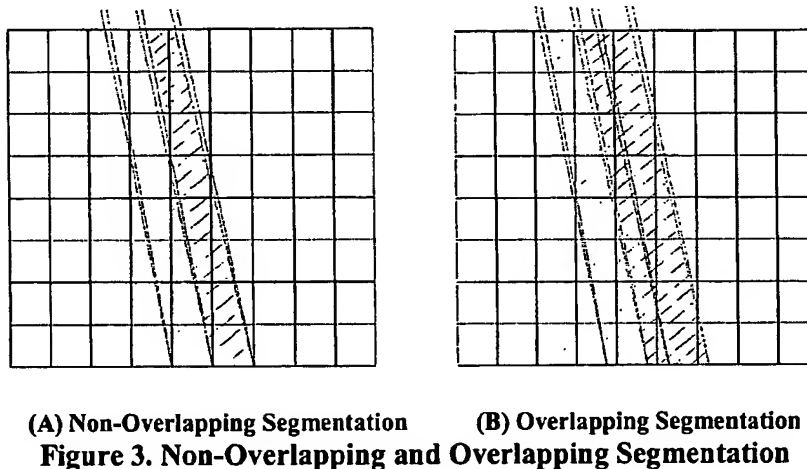 (A) Non-Overlapping Segmentation (B) Overlapping Segmentation
Figure 3. Non-Overlapping and Overlapping Segmentation